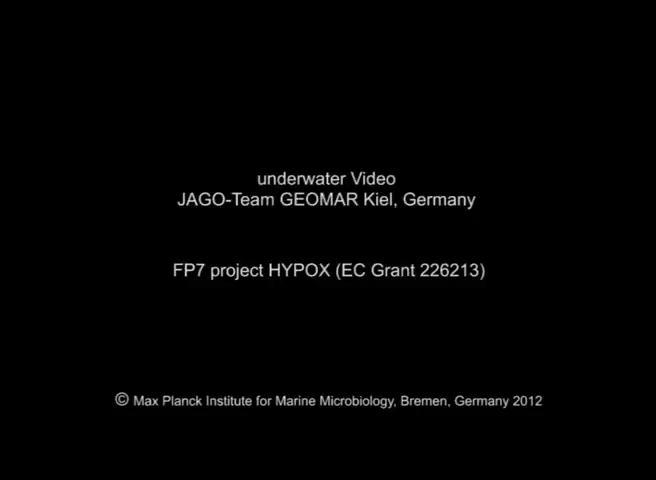 underwater Video
JAGO-Team GEOMAR Kiel, Germany
FP7 project HYPOX (EC Grant 226213)
© Max Planck Institute for Marine Microbiology, Bremen, Germany 2012